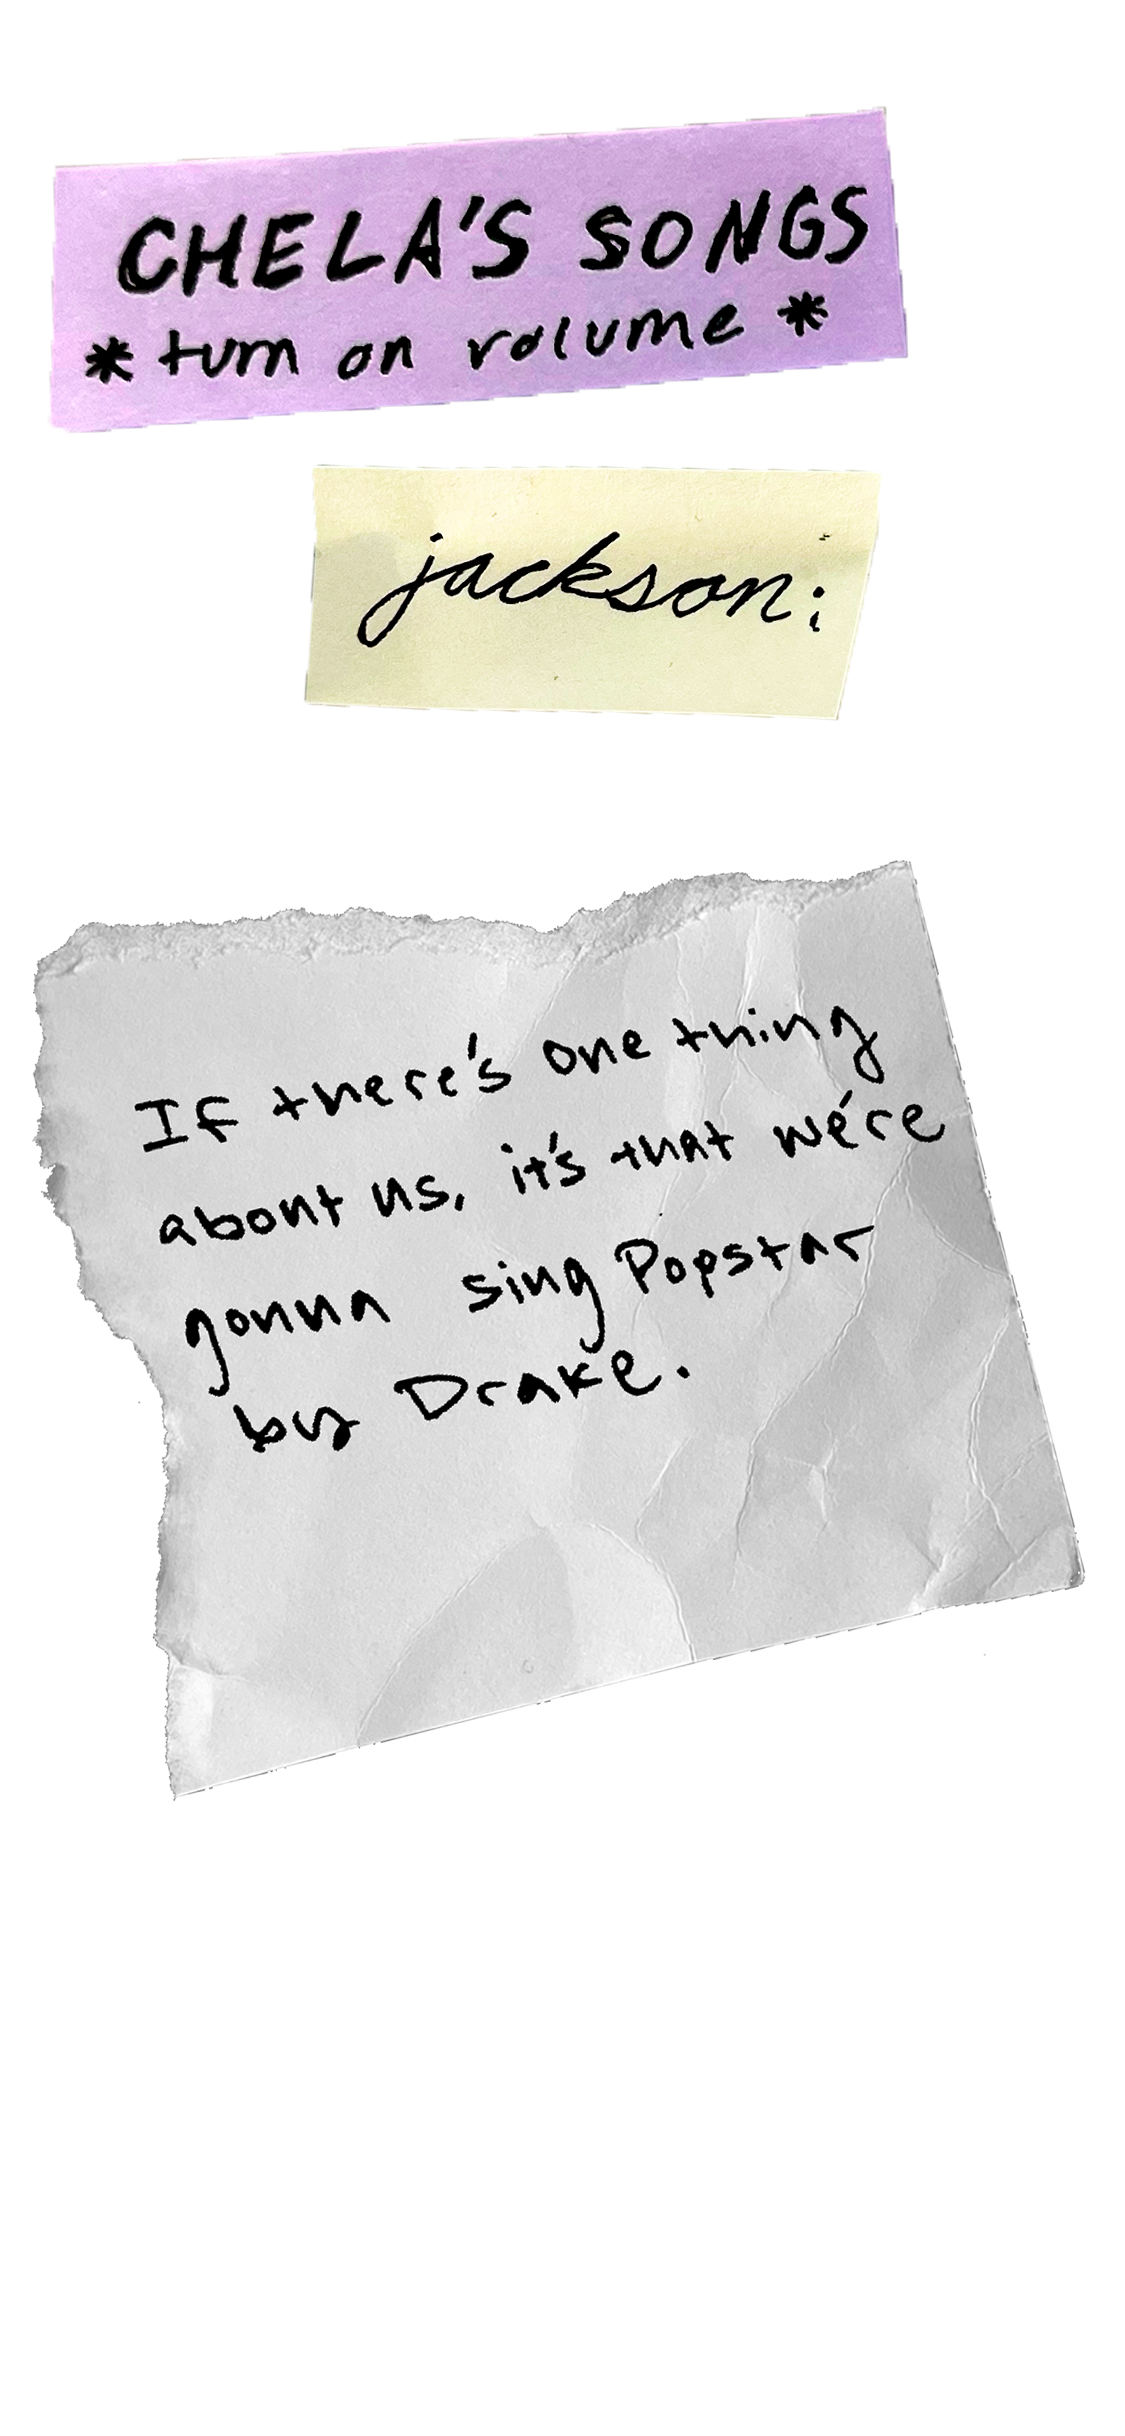 CHELA'S SONGS
* turn on volume *
jackson:
If there's one thing
about us, it's that we're
gonna sing Popstar
by Drake.